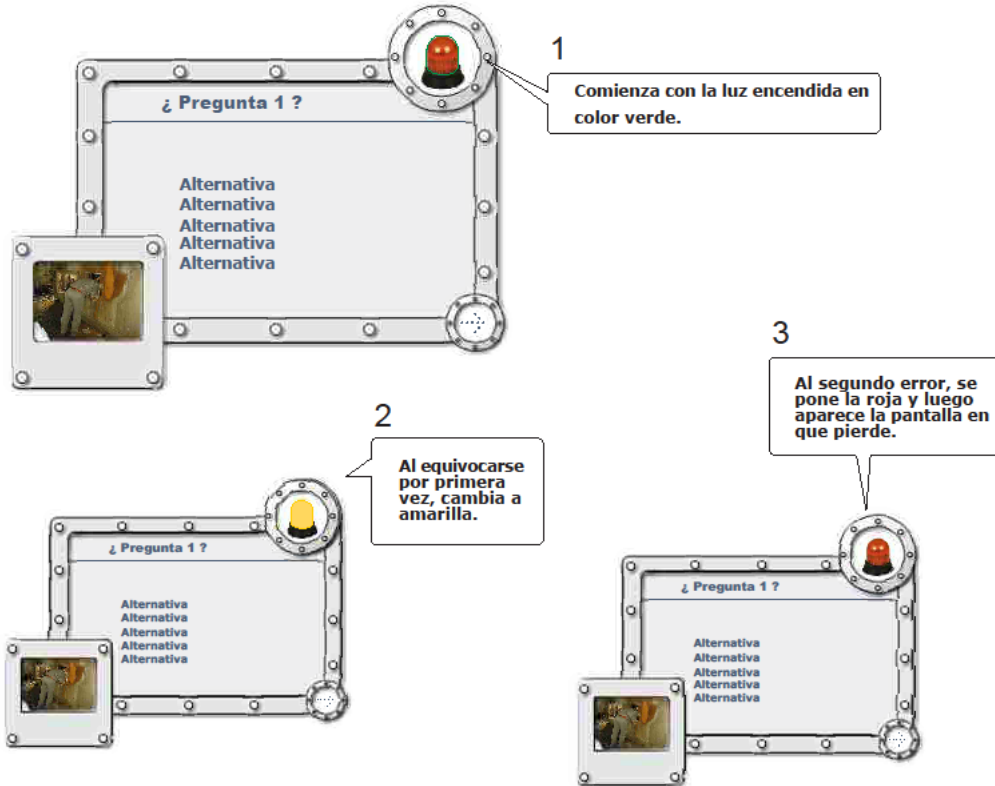 1
Comienza con la luz encendida en
color verde.
¿ Pregunta 1 ?
Alternativa
Alternativa
Alternativa
Alternativa
Alternativa
2
Al equivocarse
por primera
vez, cambia a
amarilla.
¿ Pregunta 1 ?
Alternativa
Alternativa
Alternativa
Alternativa
Alternativa
3
Al segundo error, se
pone la roja y luego
aparece la pantalla en
que pierde.
¿ Pregunta 1 ?
Alternativa
Alternativa
Alternativa
Alternativa
Alternativa